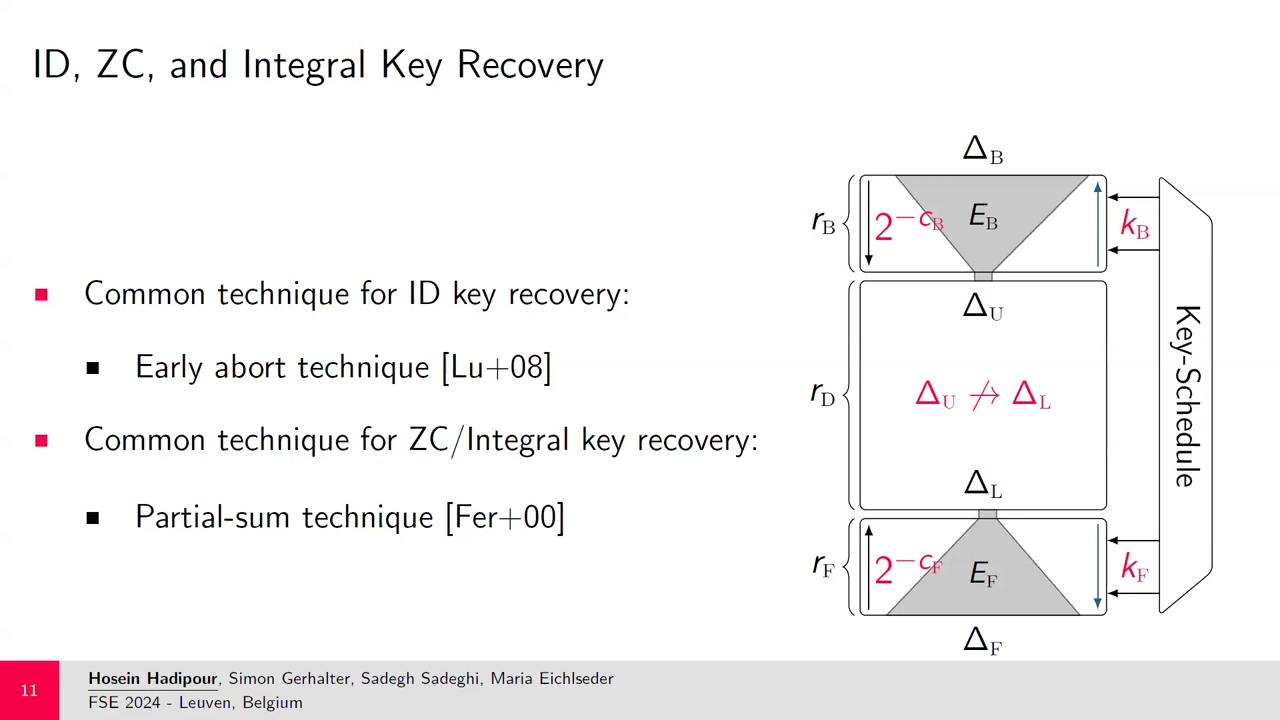 ID, ZC, and Integral Key Recovery
Common technique for ID key recovery:
Early abort technique [Lu+08]
Common technique for ZC/Integral key recovery:
Partial-sum technique [Fer+00]
Δ_B
r_B
2^{−c_B}
E_B
k_B
Δ_U
r_D
Δ_U ↛ Δ_L
Key-Schedule
Δ_L
r_F
2^{−c_F}
E_F
k_F
Δ_F
11
Hosein Hadipour, Simon Gerhalter, Sadegh Sadeghi, Maria Eichlseder
FSE 2024 - Leuven, Belgium